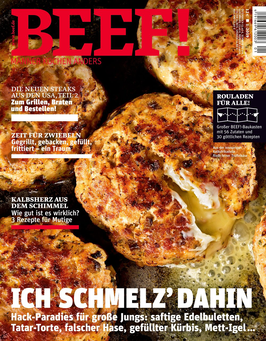 BEEF!
DIE NEUEN STEAKS
AUS DEN USA, TEIL 2
Zum Grillen, Braten
und Bestellen!
ROULADEN
FÜR ALLE!
Großer BEEF!-Baukasten
mit 56 Zutaten und
30 göttlichen Rezepten
ZEIT FÜR ZWIEBELN
Gegrillt, gebacken, gefüllt,
frittiert – ein Traum
KALBSHERZ AUS
DEM SCHIMMEL
Wie gut ist es wirklich?
3 Rezepte für Mutige
ICH SCHMELZ’ DAHIN
Hack-Paradies für große Jungs: saftige Edelbuletten,
Tatar-Torte, falscher Hase, gefüllter Kürbis, Mett-Igel ...